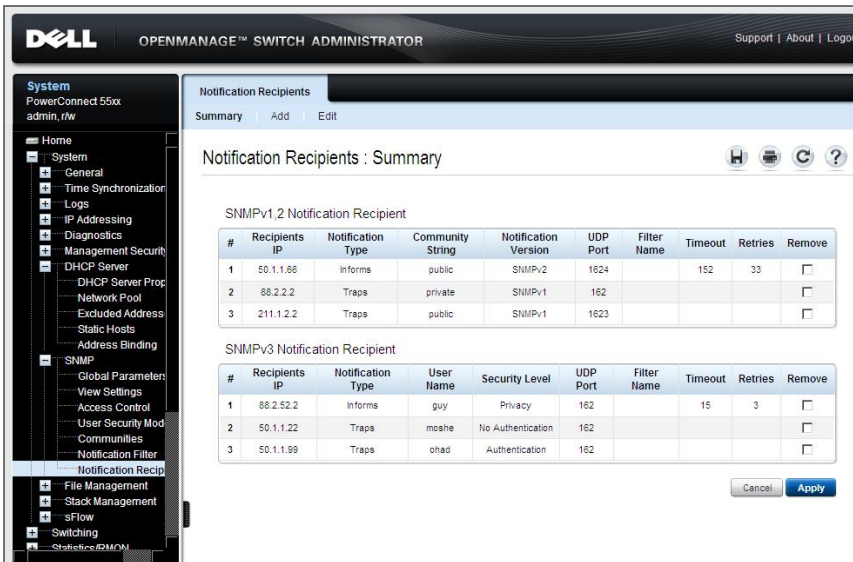 DELL
OPENMANAGE™ SWITCH ADMINISTRATOR
Support | About | Logou
System
PowerConnect 55xx
admin, r/w
Home
System
General
Time Synchronization
Logs
IP Addressing
Diagnostics
Management Securit
DHCP Server
DHCP Server Prop
Network Pool
Excluded Address
Static Hosts
Address Binding
SNMP
Global Parameters
View Settings
Access Control
User Security Mod
Communities
Notification Filter
Notification Recip
File Management
Stack Management
sFlow
Switching
Statistics/RMON
Notification Recipients
Summary Add Edit
Notification Recipients : Summary
SNMPv1,2 Notification Recipient
# Recipients IP Notification Type Community String Notification Version UDP Port Filter Name Timeout Retries Remove
1 50.1.1.66 Informs public SNMPv2 1624 152 33
2 88.2.2.2 Traps private SNMPv1 162
3 211.1.2.2 Traps public SNMPv1 1623
SNMPv3 Notification Recipient
# Recipients IP Notification Type User Name Security Level UDP Port Filter Name Timeout Retries Remove
1 88.2.52.2 Informs guy Privacy 162 15 3
2 50.1.1.22 Traps moshe No Authentication 162
3 50.1.1.99 Traps ohad Authentication 162
Cancel Apply